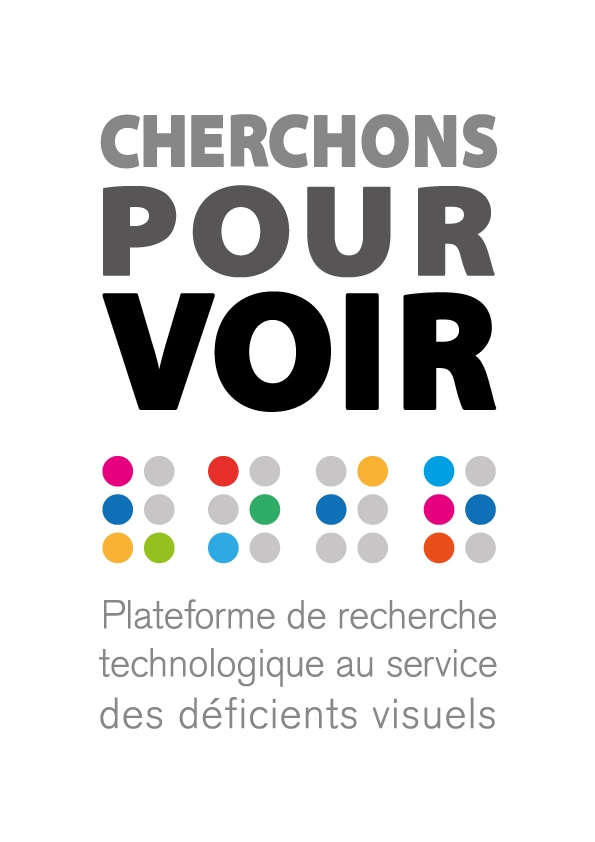 CHERCHONS
POUR
VOIR
⠧⠕⠊⠗
Plateforme de recherche
technologique au service
des déficients visuels